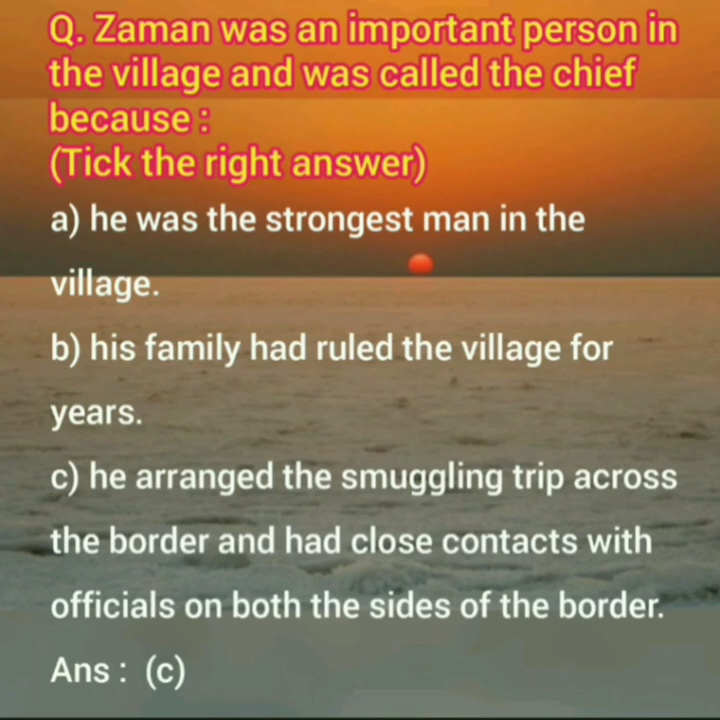 Q. Zaman was an important person in
the village and was called the chief
because :
(Tick the right answer)
a) he was the strongest man in the
village.
b) his family had ruled the village for
years.
c) he arranged the smuggling trip across
the border and had close contacts with
officials on both the sides of the border.
Ans : (c)